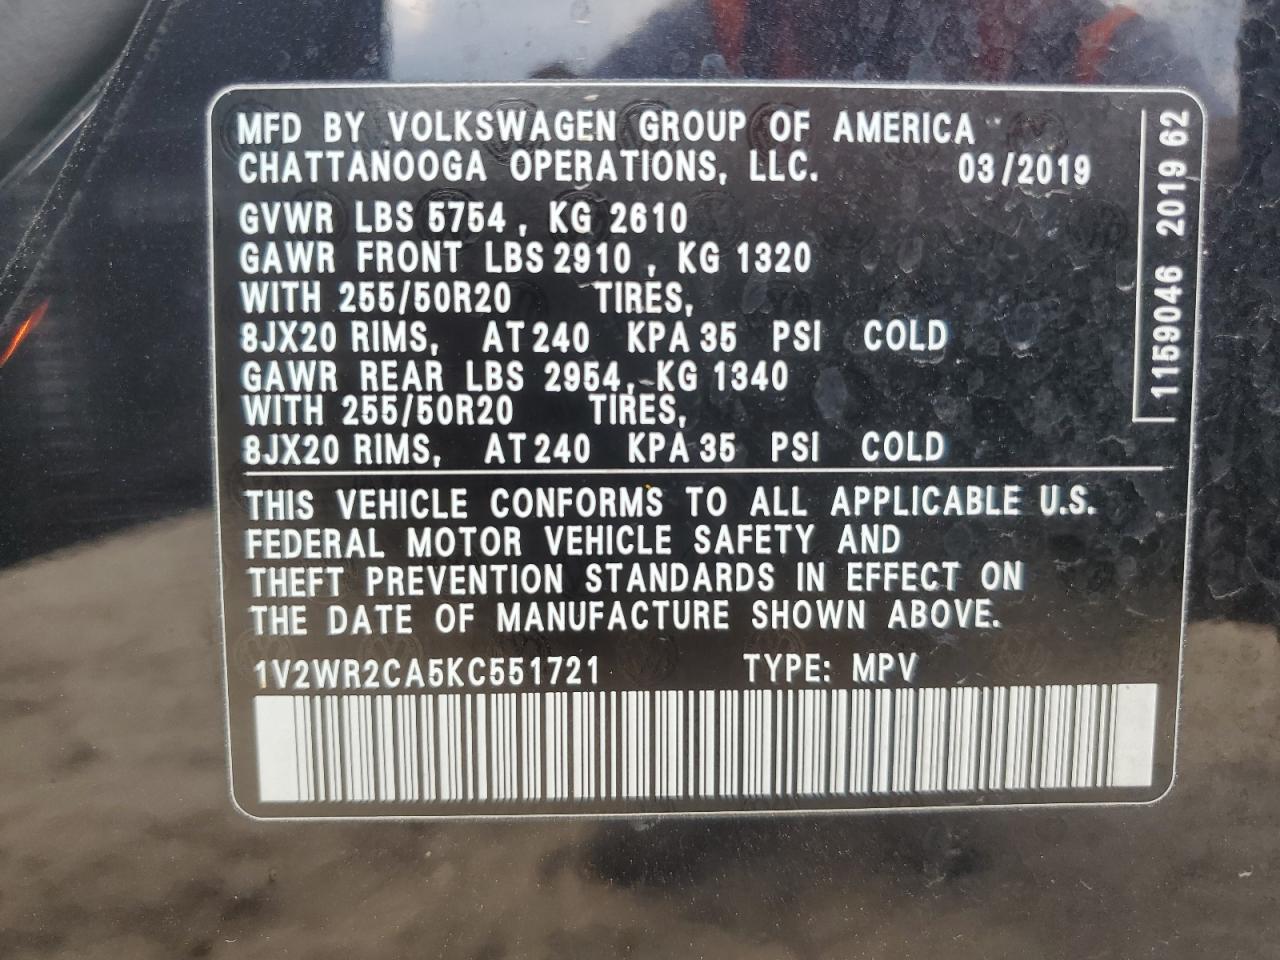 MFD BY VOLKSWAGEN GROUP OF AMERICA
CHATTANOOGA OPERATIONS, LLC. 03/2019
GVWR LBS 5754, KG 2610
GAWR FRONT LBS 2910, KG 1320
WITH 255/50R20 TIRES,
8JX20 RIMS, AT 240 KPA 35 PSI COLD
GAWR REAR LBS 2954, KG 1340
WITH 255/50R20 TIRES,
8JX20 RIMS, AT 240 KPA 35 PSI COLD
THIS VEHICLE CONFORMS TO ALL APPLICABLE U.S.
FEDERAL MOTOR VEHICLE SAFETY AND
THEFT PREVENTION STANDARDS IN EFFECT ON
THE DATE OF MANUFACTURE SHOWN ABOVE.
1V2WR2CA5KC551721 TYPE: MPV
1159046 2019 62